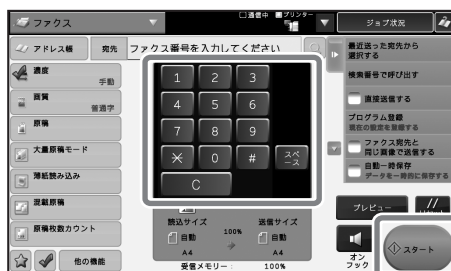 ファクス
通信中
プリンター
ジョブ状況
アドレス帳
宛先
ファクス番号を入力してください
濃度
手動
画質
普通字
原稿
大量原稿モード
薄紙読み込み
混載原稿
原稿枚数カウント
他の機能
1 2 3
4 5 6
7 8 9
0 # スペース
C
読込サイズ
100%
送信サイズ
自動
自動
A4
A4
受信メモリー: 100%
最近送った宛先から
選択する
検索番号で呼び出す
直接送信する
プログラム登録
現在の設定を登録する
ファクス宛先と
同じ画像で送信する
自動一時保存
データを一時的に保存する
プレビュー
オン
フック
スタート